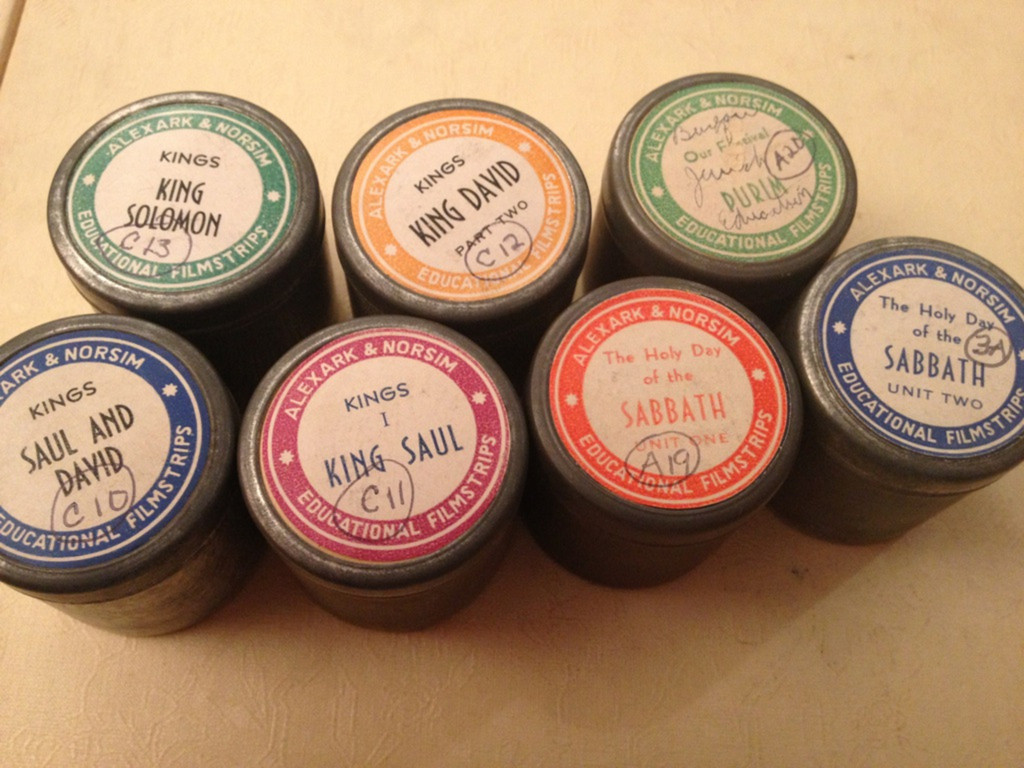 ALEXARK & NORSIM
KINGS
KING
SOLOMON
C13
EDUCATIONAL FILMSTRIPS
ALEXARK & NORSIM
KINGS
KING DAVID
PART TWO
C12
EDUCATIONAL FILMSTRIPS
ALEXARK & NORSIM
Our Festival
Jewish
A20
PURIM
Education
EDUCATIONAL FILMSTRIPS
ARK & NORSIM
KINGS
SAUL AND
DAVID
C10
EDUCATIONAL FILMSTRIPS
ALEXARK & NORSIM
KINGS
I
KING SAUL
C11
EDUCATIONAL FILMSTRIPS
ALEXARK & NORSIM
The Holy Day
of the
SABBATH
UNIT ONE
A19
EDUCATIONAL FILMSTRIPS
ALEXARK & NORSIM
The Holy Day
of the
3A
SABBATH
UNIT TWO
EDUCATIONAL FILMSTRIPS